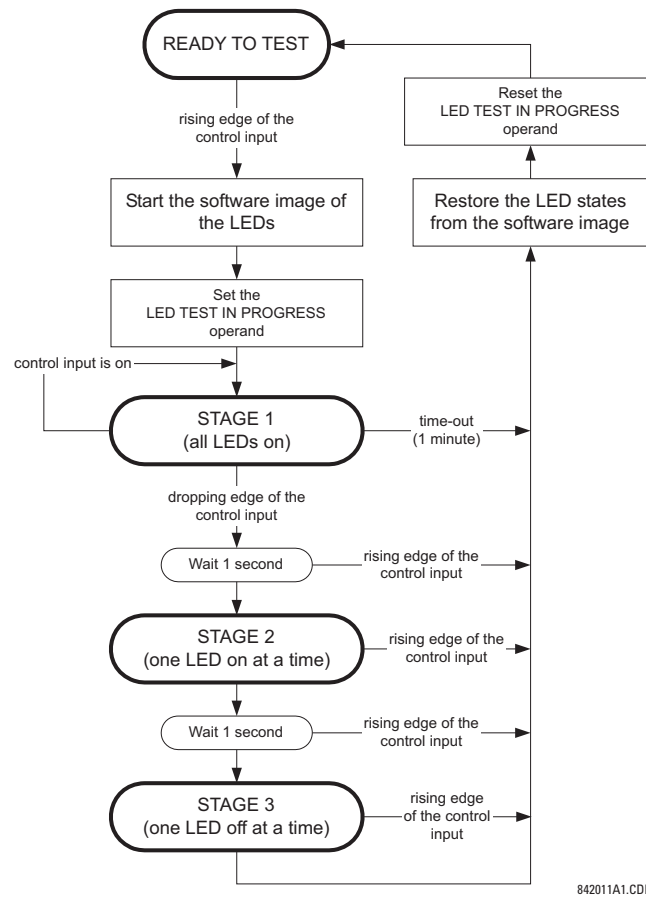 READY TO TEST
rising edge of the
control input
Start the software image of
the LEDs
Set the
LED TEST IN PROGRESS
operand
control input is on
STAGE 1
(all LEDs on)
time-out
(1 minute)
dropping edge of the
control input
Wait 1 second
rising edge of the
control input
STAGE 2
(one LED on at a time)
rising edge of the
control input
Wait 1 second
rising edge of the
control input
STAGE 3
(one LED off at a time)
rising edge
of the control
input
Reset the
LED TEST IN PROGRESS
operand
Restore the LED states
from the software image